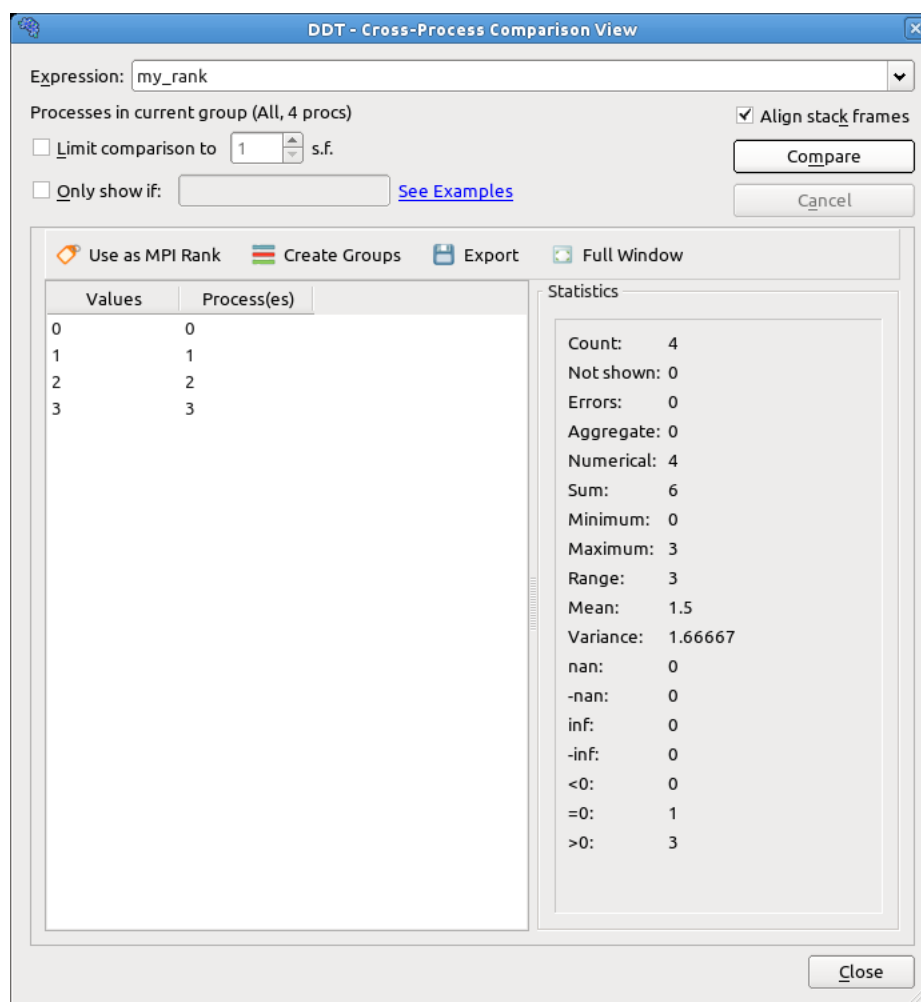 DDT - Cross-Process Comparison View
Expression: my_rank
Processes in current group (All, 4 procs)
Align stack frames
Limit comparison to 1 s.f.
Compare
Only show if: See Examples
Cancel
Use as MPI Rank Create Groups Export Full Window
Values Process(es)
0 0
1 1
2 2
3 3
Statistics
Count: 4
Not shown: 0
Errors: 0
Aggregate: 0
Numerical: 4
Sum: 6
Minimum: 0
Maximum: 3
Range: 3
Mean: 1.5
Variance: 1.66667
nan: 0
-nan: 0
inf: 0
-inf: 0
<0: 0
=0: 1
>0: 3
Close